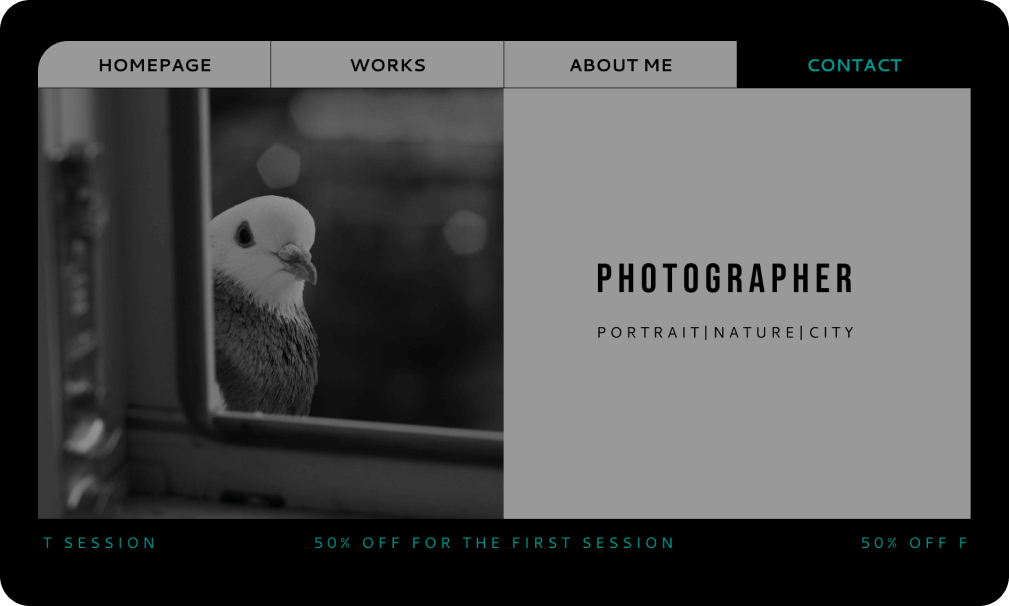 HOMEPAGE WORKS ABOUT ME CONTACT
PHOTOGRAPHER
PORTRAIT|NATURE|CITY
T SESSION 50% OFF FOR THE FIRST SESSION 50% OFF F